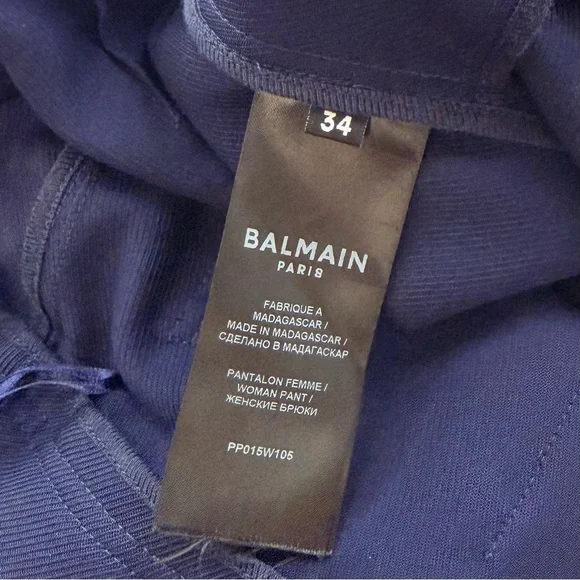 34
BALMAIN
PARIS
FABRIQUE A
MADAGASCAR /
MADE IN MADAGASCAR /
СДЕЛАНО В МАДАГАСКАР
PANTALON FEMME /
WOMAN PANT /
ЖЕНСКИЕ БРЮКИ
PP015W105